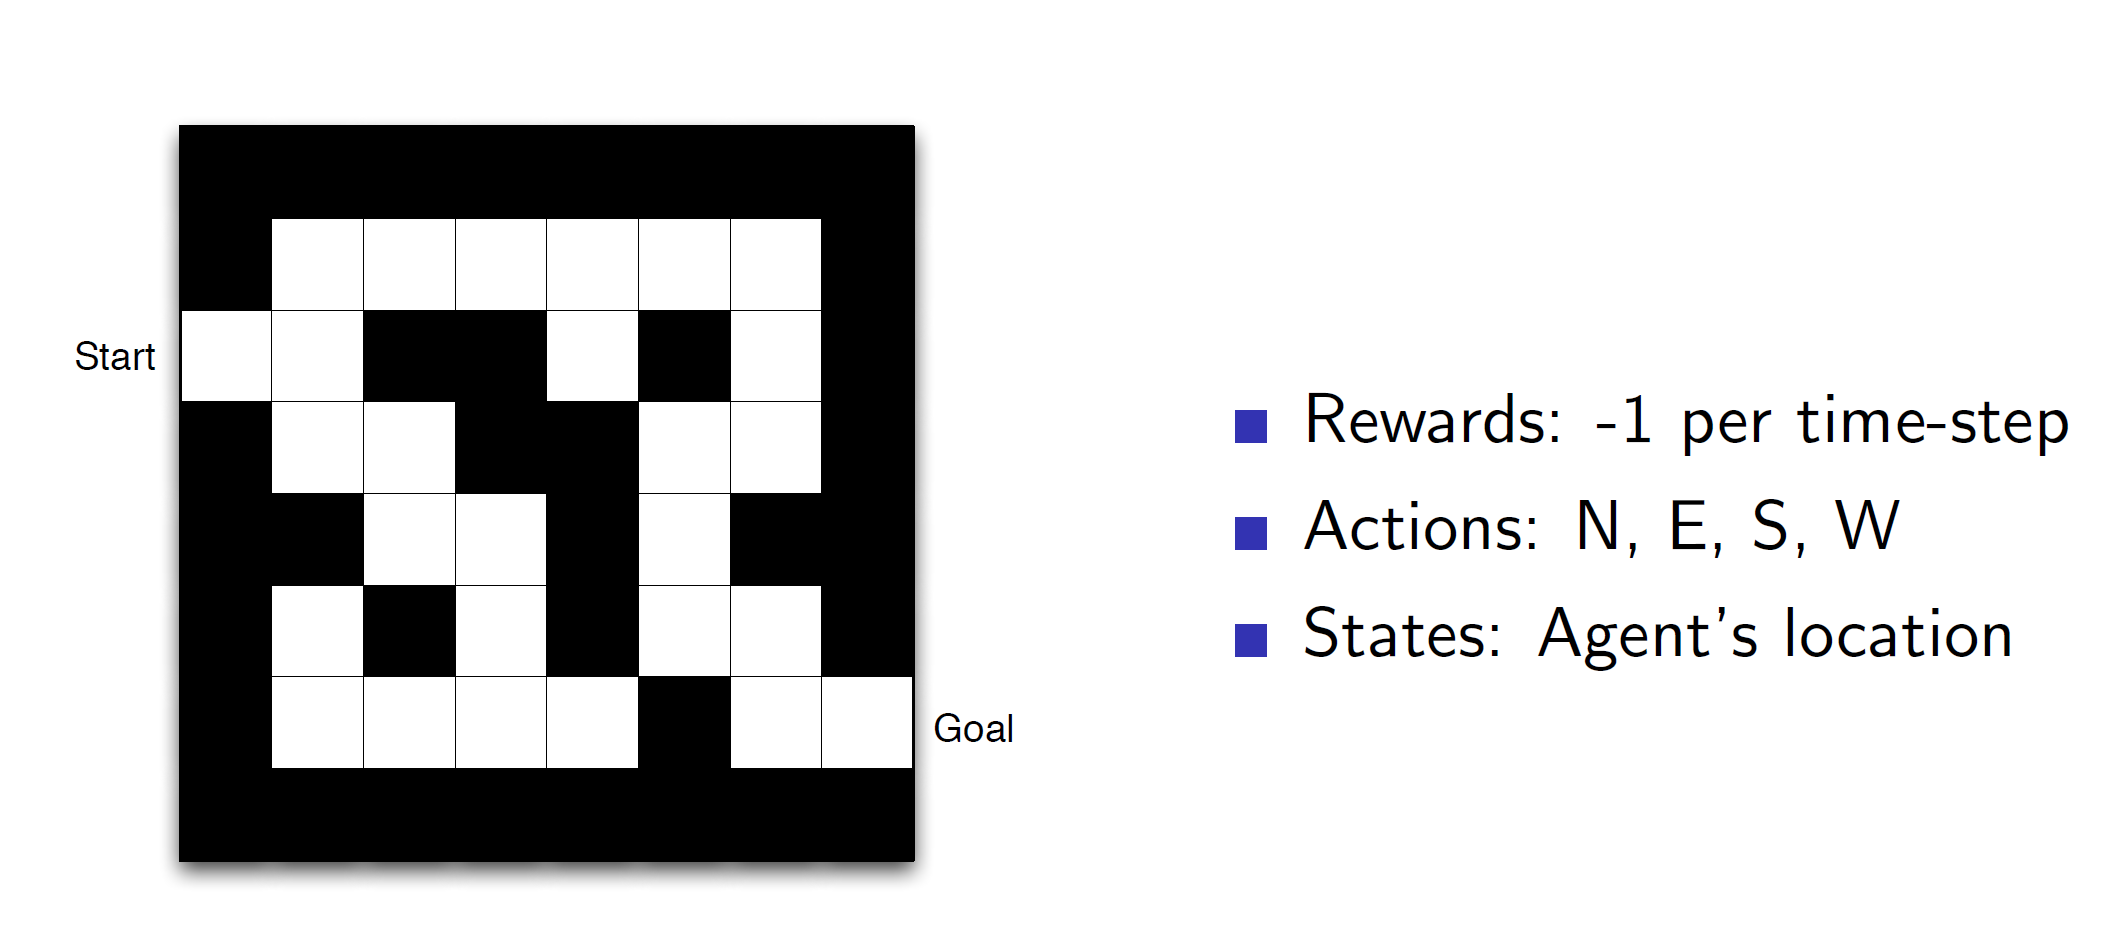 Start
Goal
Rewards: -1 per time-step
Actions: N, E, S, W
States: Agent's location